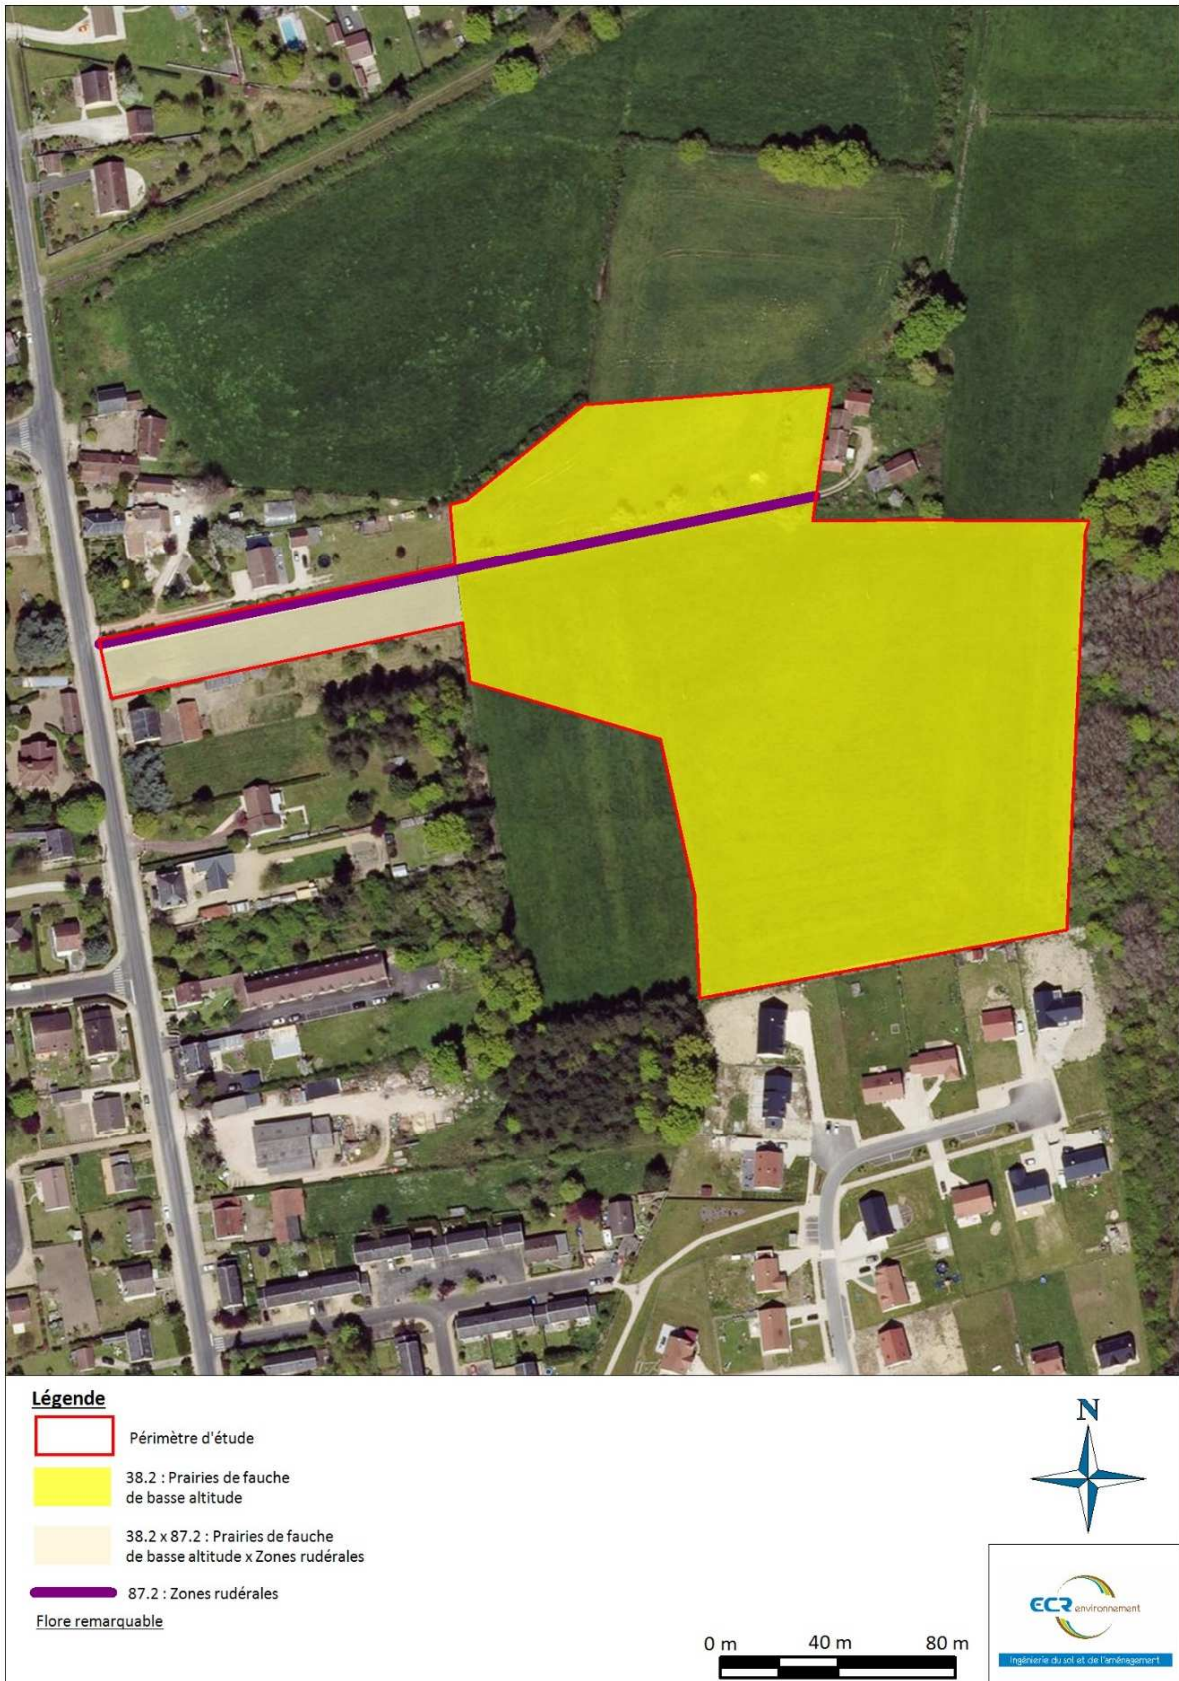 Légende
Périmètre d'étude
38.2 : Prairies de fauche
de basse altitude
38.2 x 87.2 : Prairies de fauche
de basse altitude x Zones rudérales
87.2 : Zones rudérales
Flore remarquable
N
0 m 40 m 80 m
ECR environnement
Ingénierie du sol et de l'aménagement